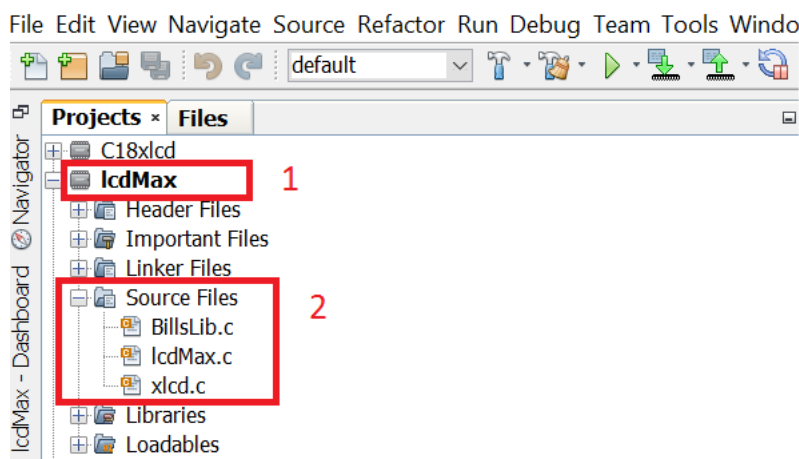 File Edit View Navigate Source Refactor Run Debug Team Tools Windo
default
Projects × Files
C18xlcd
lcdMax 1
Header Files
Important Files
Linker Files
Source Files 2
BillsLib.c
lcdMax.c
xlcd.c
Libraries
Loadables
Navigator
lcdMax - Dashboard